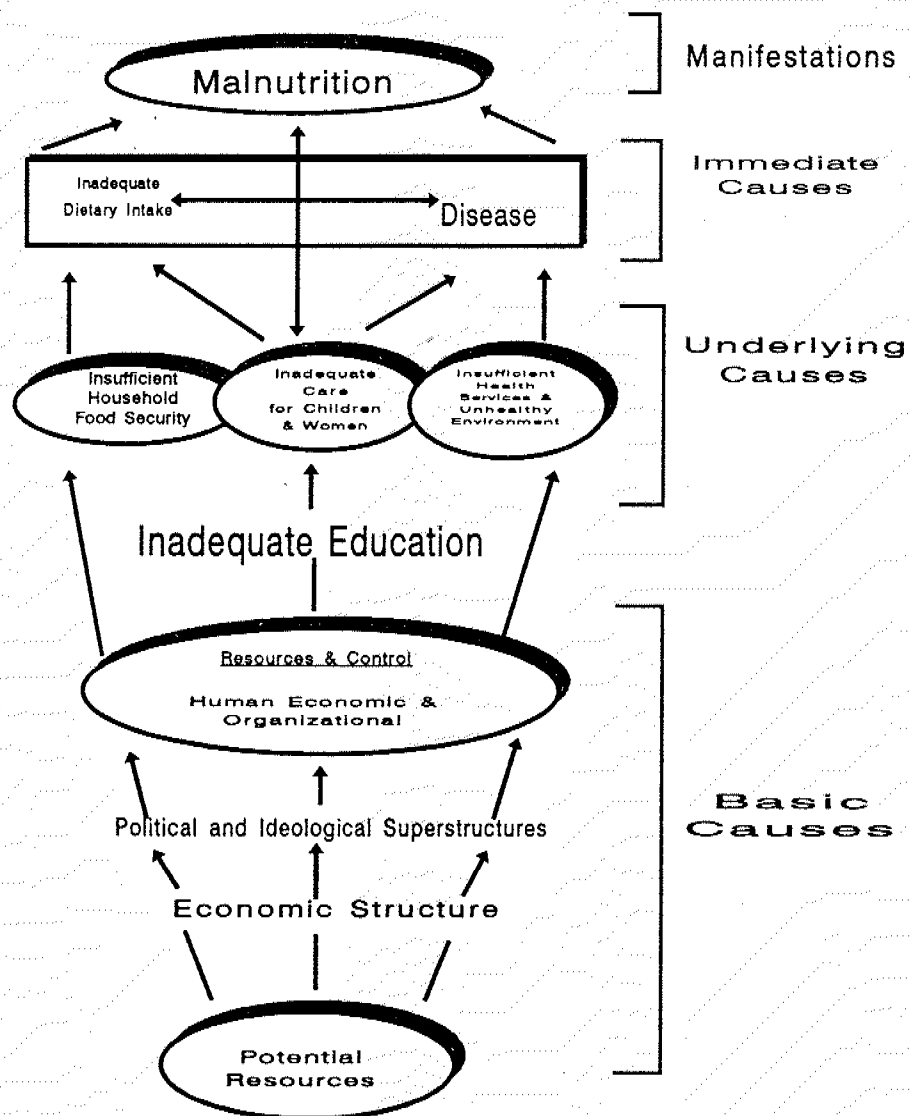 Malnutrition
Manifestations
Inadequate
Dietary Intake
Disease
Immediate
Causes
Insufficient
Household
Food Security
Inadequate
Care
for Children
& Women
Insufficient
Health
Services &
Unhealthy
Environment
Underlying
Causes
Inadequate Education
Resources & Control
Human Economic &
Organizational
Political and Ideological Superstructures
Economic Structure
Basic
Causes
Potential
Resources